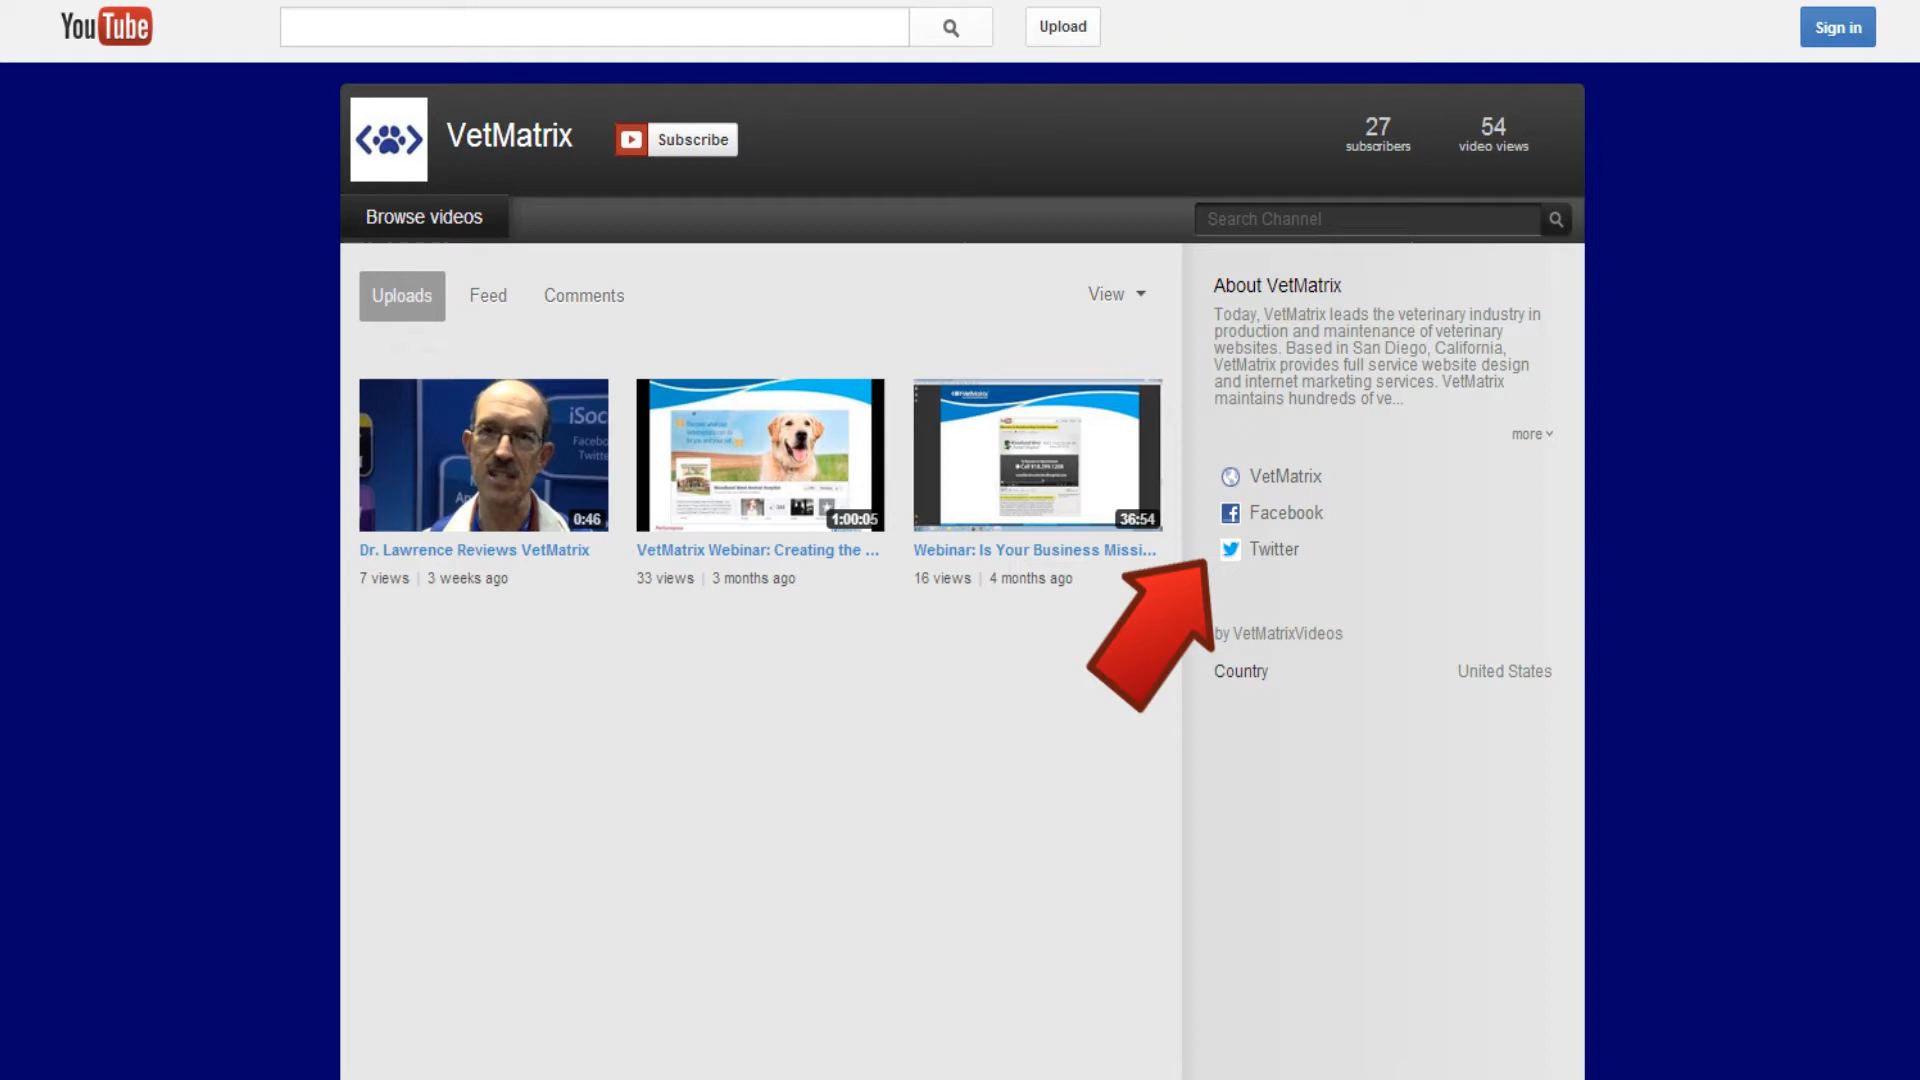 YouTube
Upload
Sign in
VetMatrix
Subscribe
27
subscribers
54
video views
Browse videos
Search Channel
Uploads
Feed
Comments
View
About VetMatrix
Today, VetMatrix leads the veterinary industry in
production and maintenance of veterinary
websites. Based in San Diego, California,
VetMatrix provides full service website design
and internet marketing services. VetMatrix
maintains hundreds of ve...
more
VetMatrix
Facebook
Twitter
by VetMatrixVideos
Country United States
iSoc
Facebo
Twitte
0:46
1:00:05
36:54
Dr. Lawrence Reviews VetMatrix
7 views | 3 weeks ago
VetMatrix Webinar: Creating the ...
33 views | 3 months ago
Webinar: Is Your Business Missi...
16 views | 4 months ago